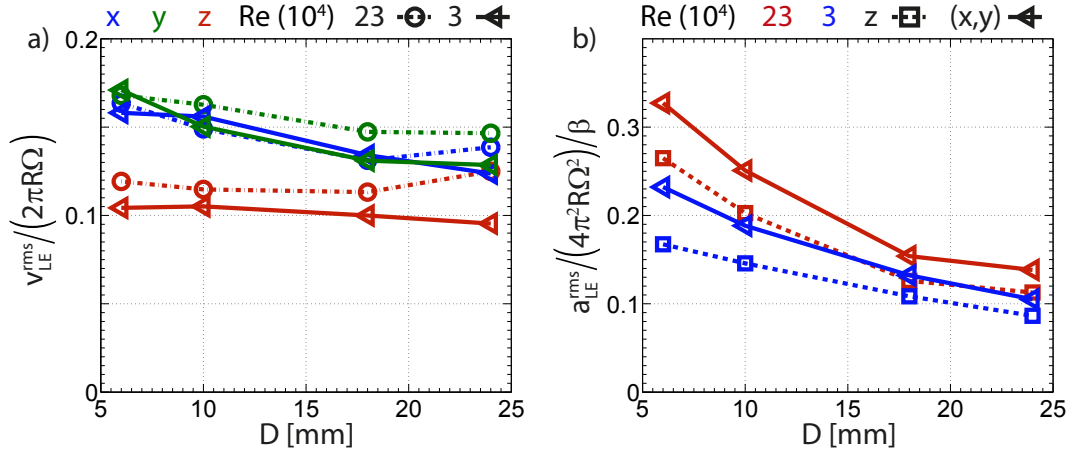 x y z Re (10⁴) 23 3
a)
0.2
0.1
0
5 10 15 20 25
D [mm]
v_LE^rms/(2πRΩ)
Re (10⁴) 23 3 z (x,y)
b)
0.3
0.2
0.1
0
5 10 15 20 25
D [mm]
a_LE^rms/(4π²RΩ²)/β